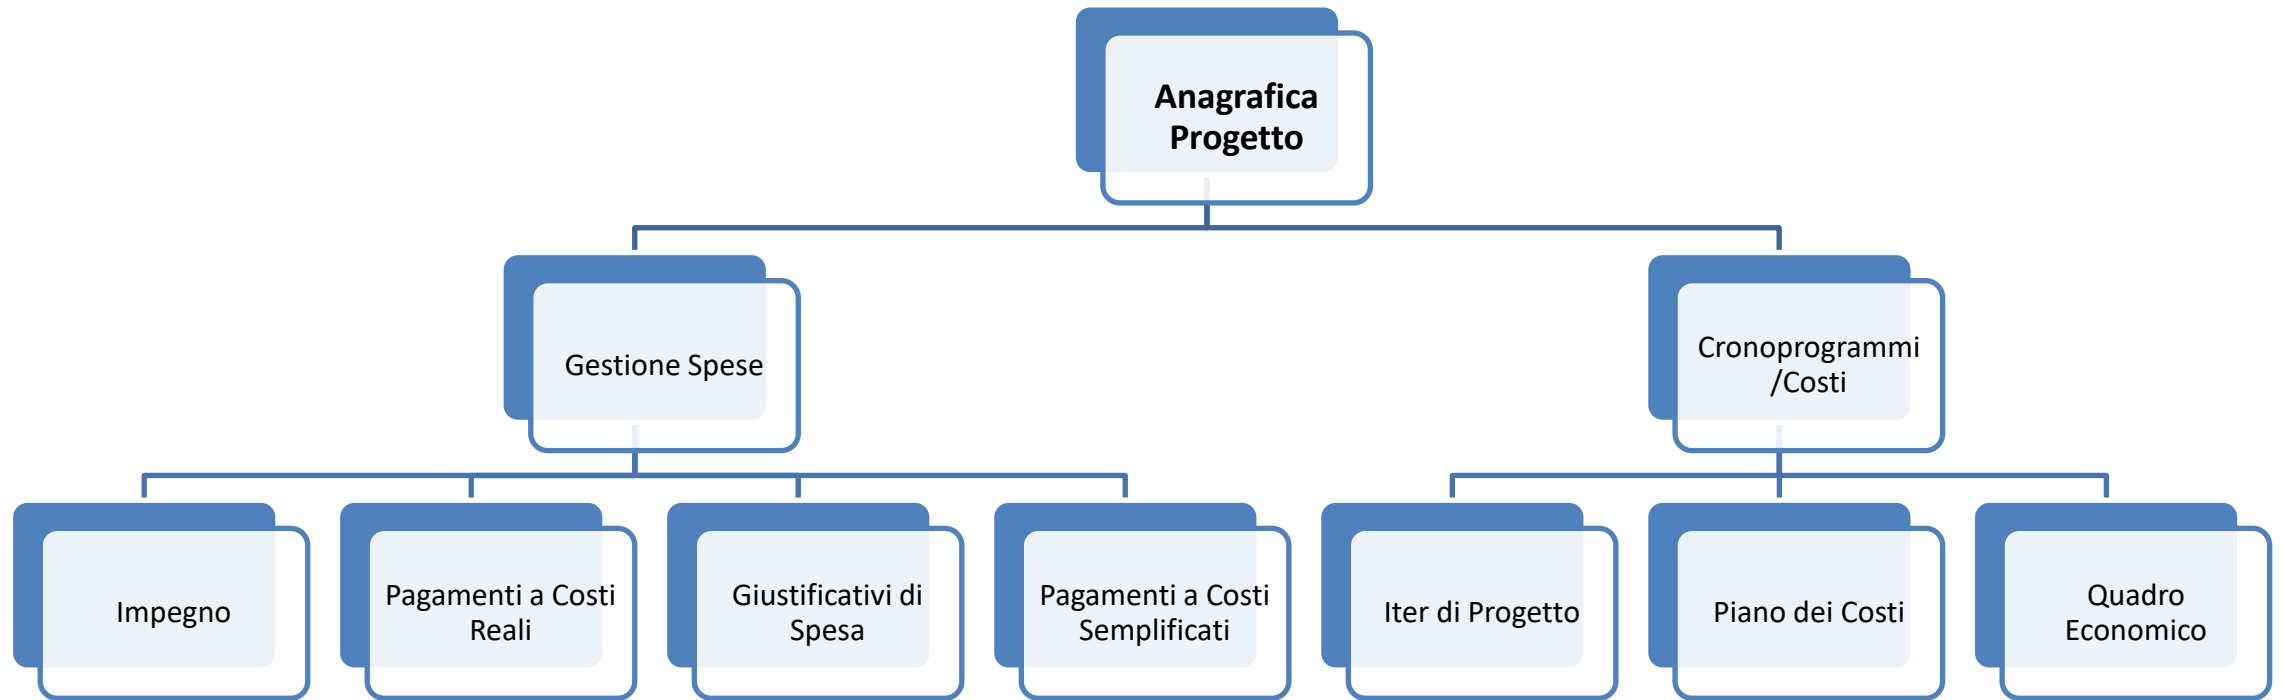 Anagrafica
Progetto
Gestione Spese
Cronoprogrammi
/Costi
Impegno
Pagamenti a Costi
Reali
Giustificativi di
Spesa
Pagamenti a Costi
Semplificati
Iter di Progetto
Piano dei Costi
Quadro
Economico